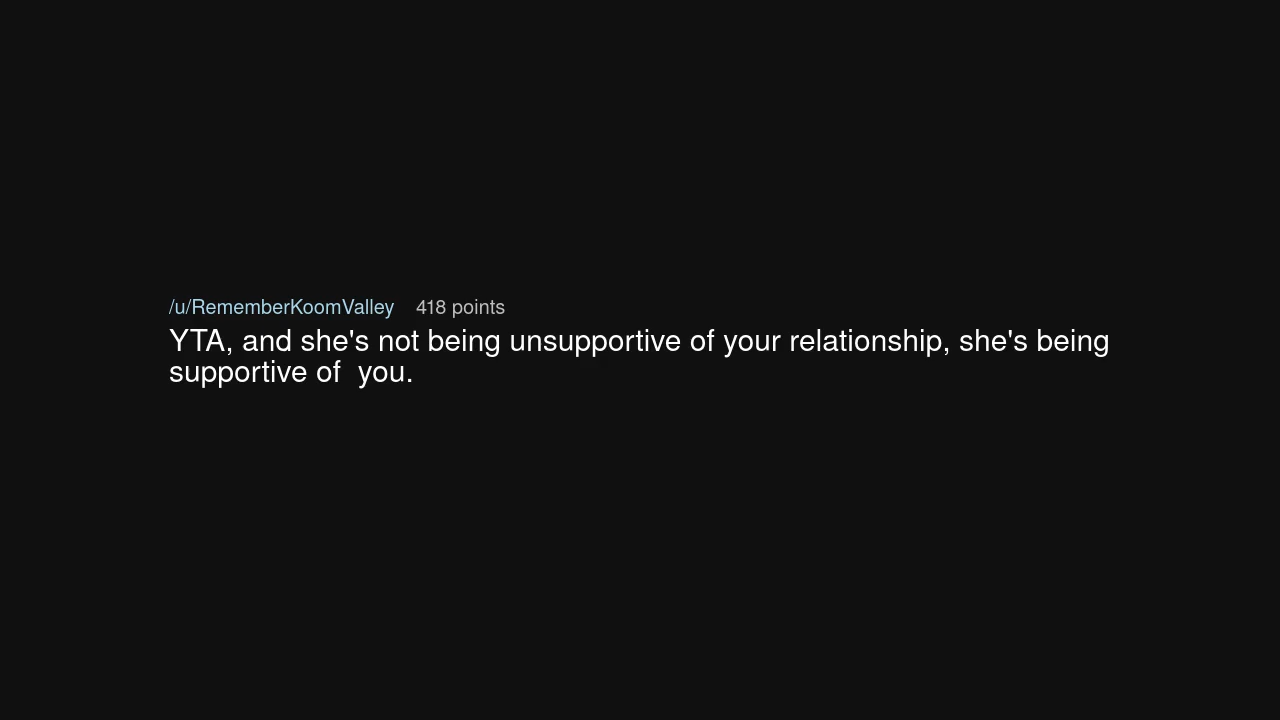 /u/RememberKoomValley 418 points
YTA, and she's not being unsupportive of your relationship, she's being
supportive of  you.